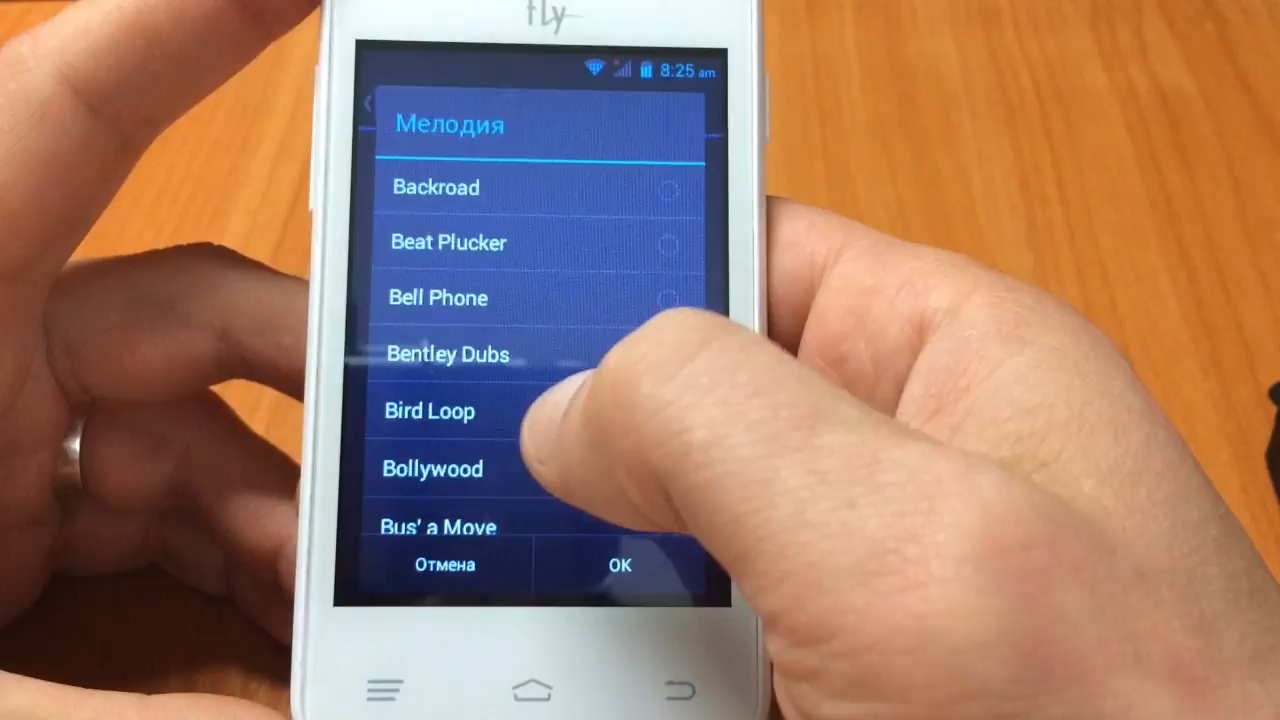 fly
8:25 am
Мелодия
Backroad
Beat Plucker
Bell Phone
Bentley Dubs
Bird Loop
Bollywood
Bus' a Move
Отмена OK